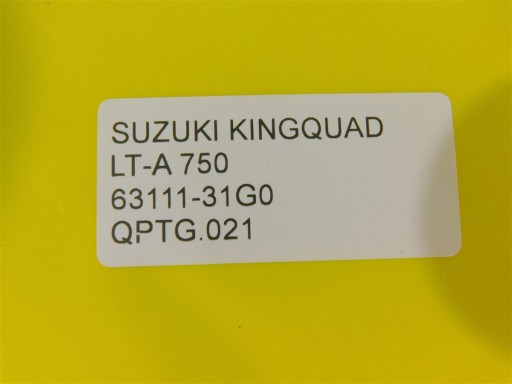 SUZUKI KINGQUAD
LT-A 750
63111-31G0
QPTG.021